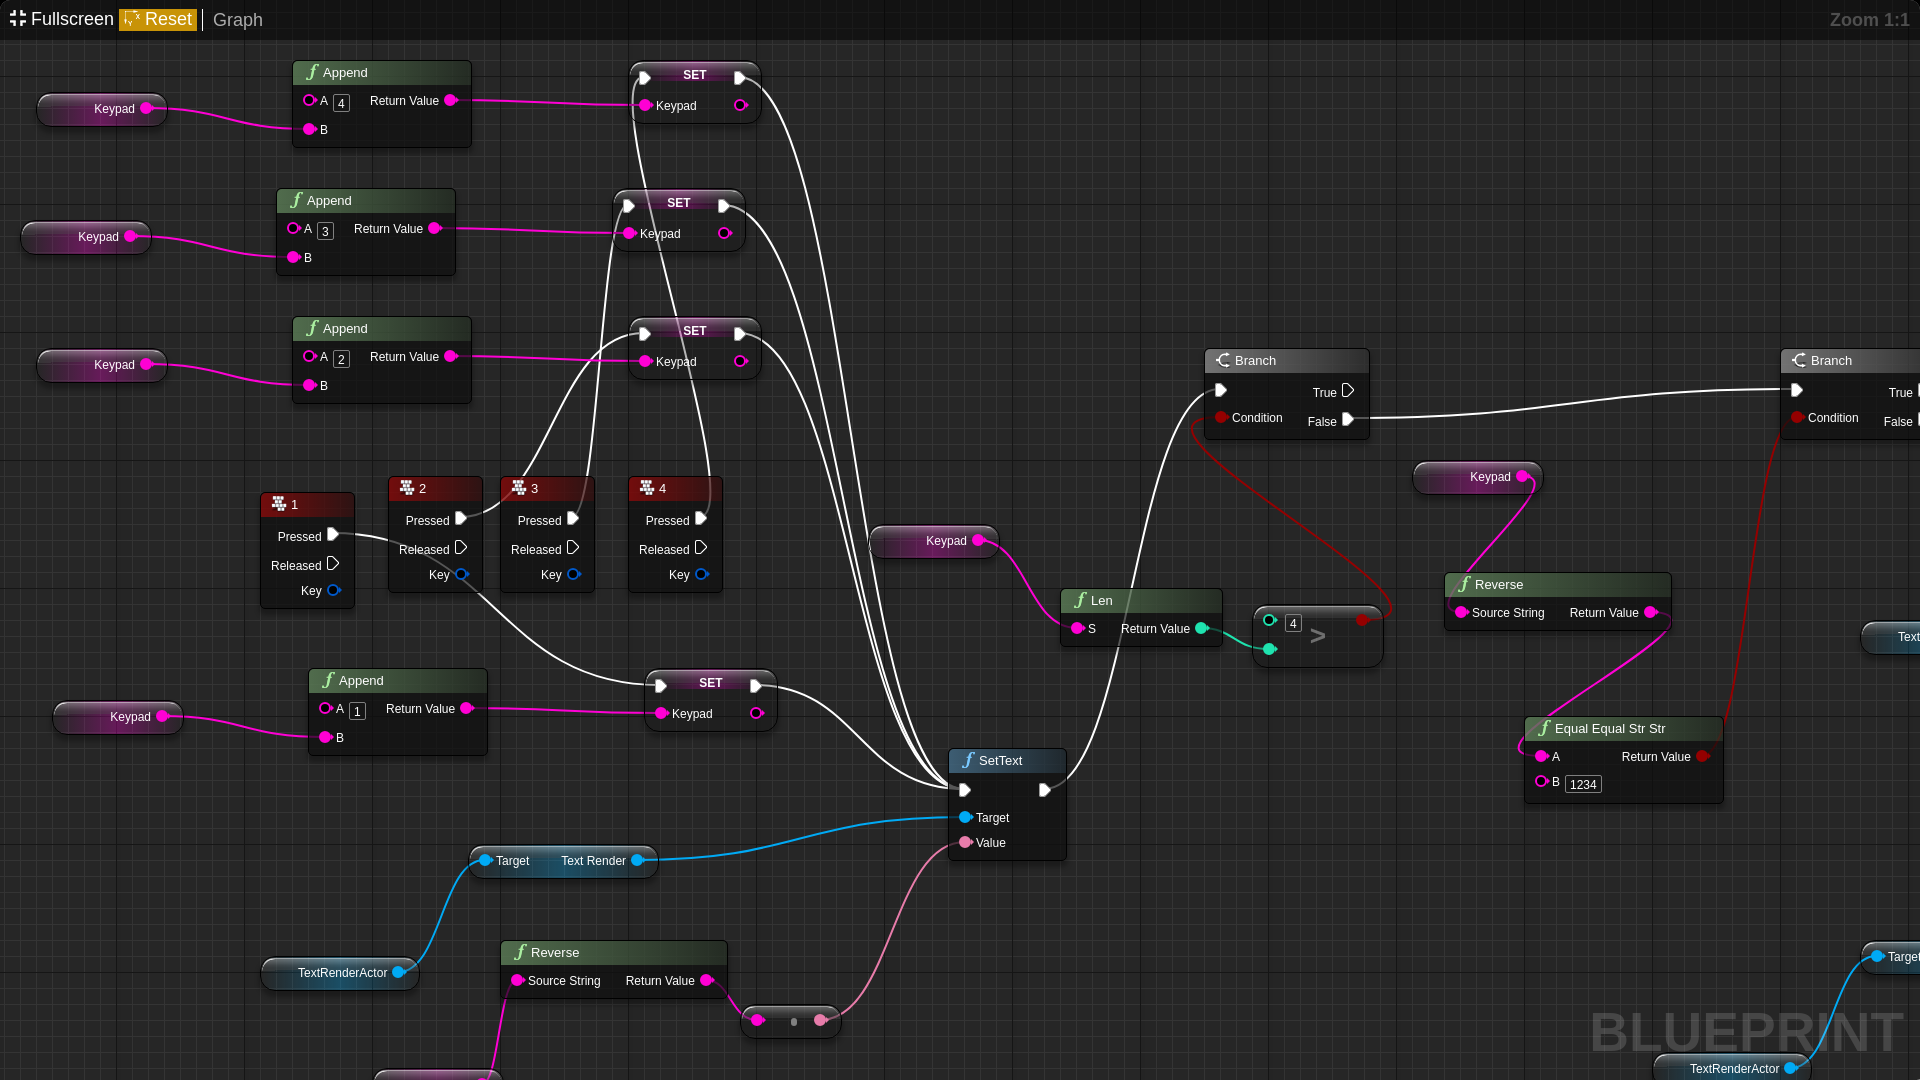 Fullscreen Reset Graph Zoom 1:1
Append
Keypad
A 4 Return Value
B
SET
Keypad
Append
Keypad
A 3 Return Value
B
SET
Keypad
Append
Keypad
A 2 Return Value
B
SET
Keypad
1
Pressed
Released
Key
2
Pressed
Released
Key
3
Pressed
Released
Key
4
Pressed
Released
Key
Append
Keypad
A 1 Return Value
B
SET
Keypad
Keypad
Len
S Return Value
4 >
Branch
True
Condition
False
Branch
True
Condition
False
Keypad
Reverse
Source String Return Value
Equal Equal Str Str
A Return Value
B 1234
Text
SetText
Target
Value
Target Text Render
TextRenderActor
Reverse
Source String Return Value
Target
BLUEPRINT
TextRenderActor